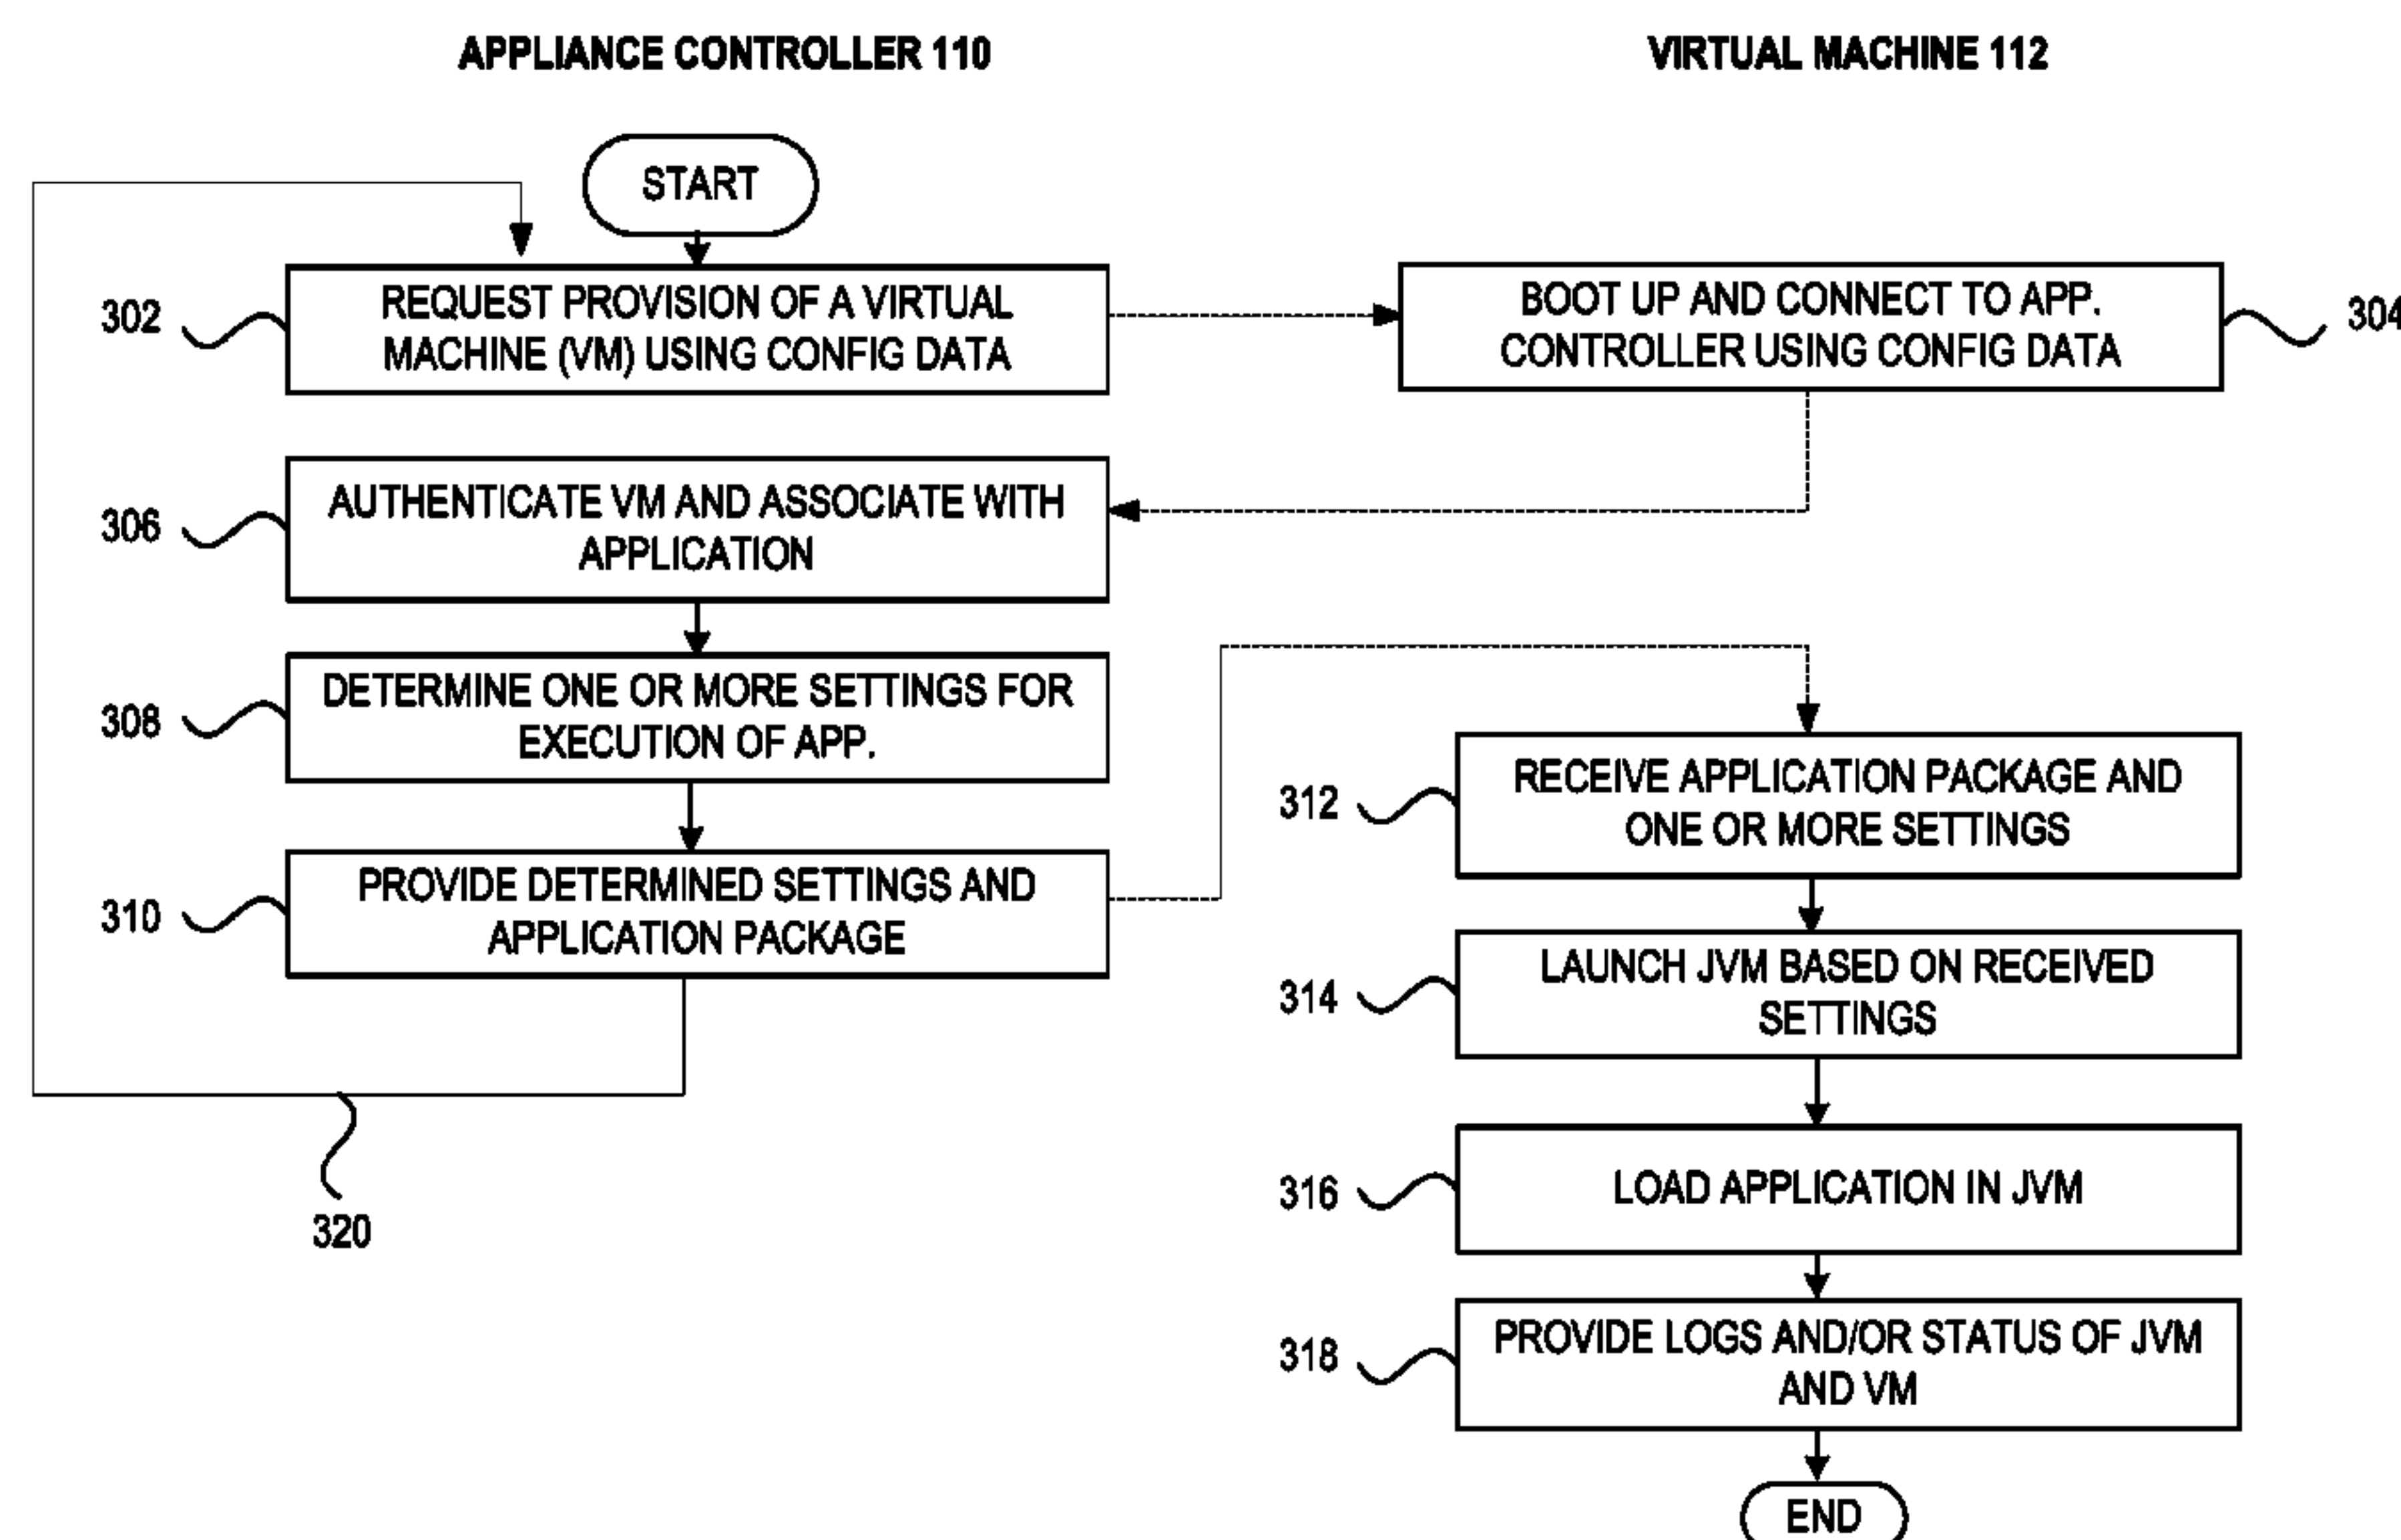 APPLIANCE CONTROLLER 110
VIRTUAL MACHINE 112
START
302
REQUEST PROVISION OF A VIRTUAL
MACHINE (VM) USING CONFIG DATA
BOOT UP AND CONNECT TO APP.
CONTROLLER USING CONFIG DATA
304
306
AUTHENTICATE VM AND ASSOCIATE WITH
APPLICATION
308
DETERMINE ONE OR MORE SETTINGS FOR
EXECUTION OF APP.
310
PROVIDE DETERMINED SETTINGS AND
APPLICATION PACKAGE
312
RECEIVE APPLICATION PACKAGE AND
ONE OR MORE SETTINGS
314
LAUNCH JVM BASED ON RECEIVED
SETTINGS
316
LOAD APPLICATION IN JVM
320
318
PROVIDE LOGS AND/OR STATUS OF JVM
AND VM
END